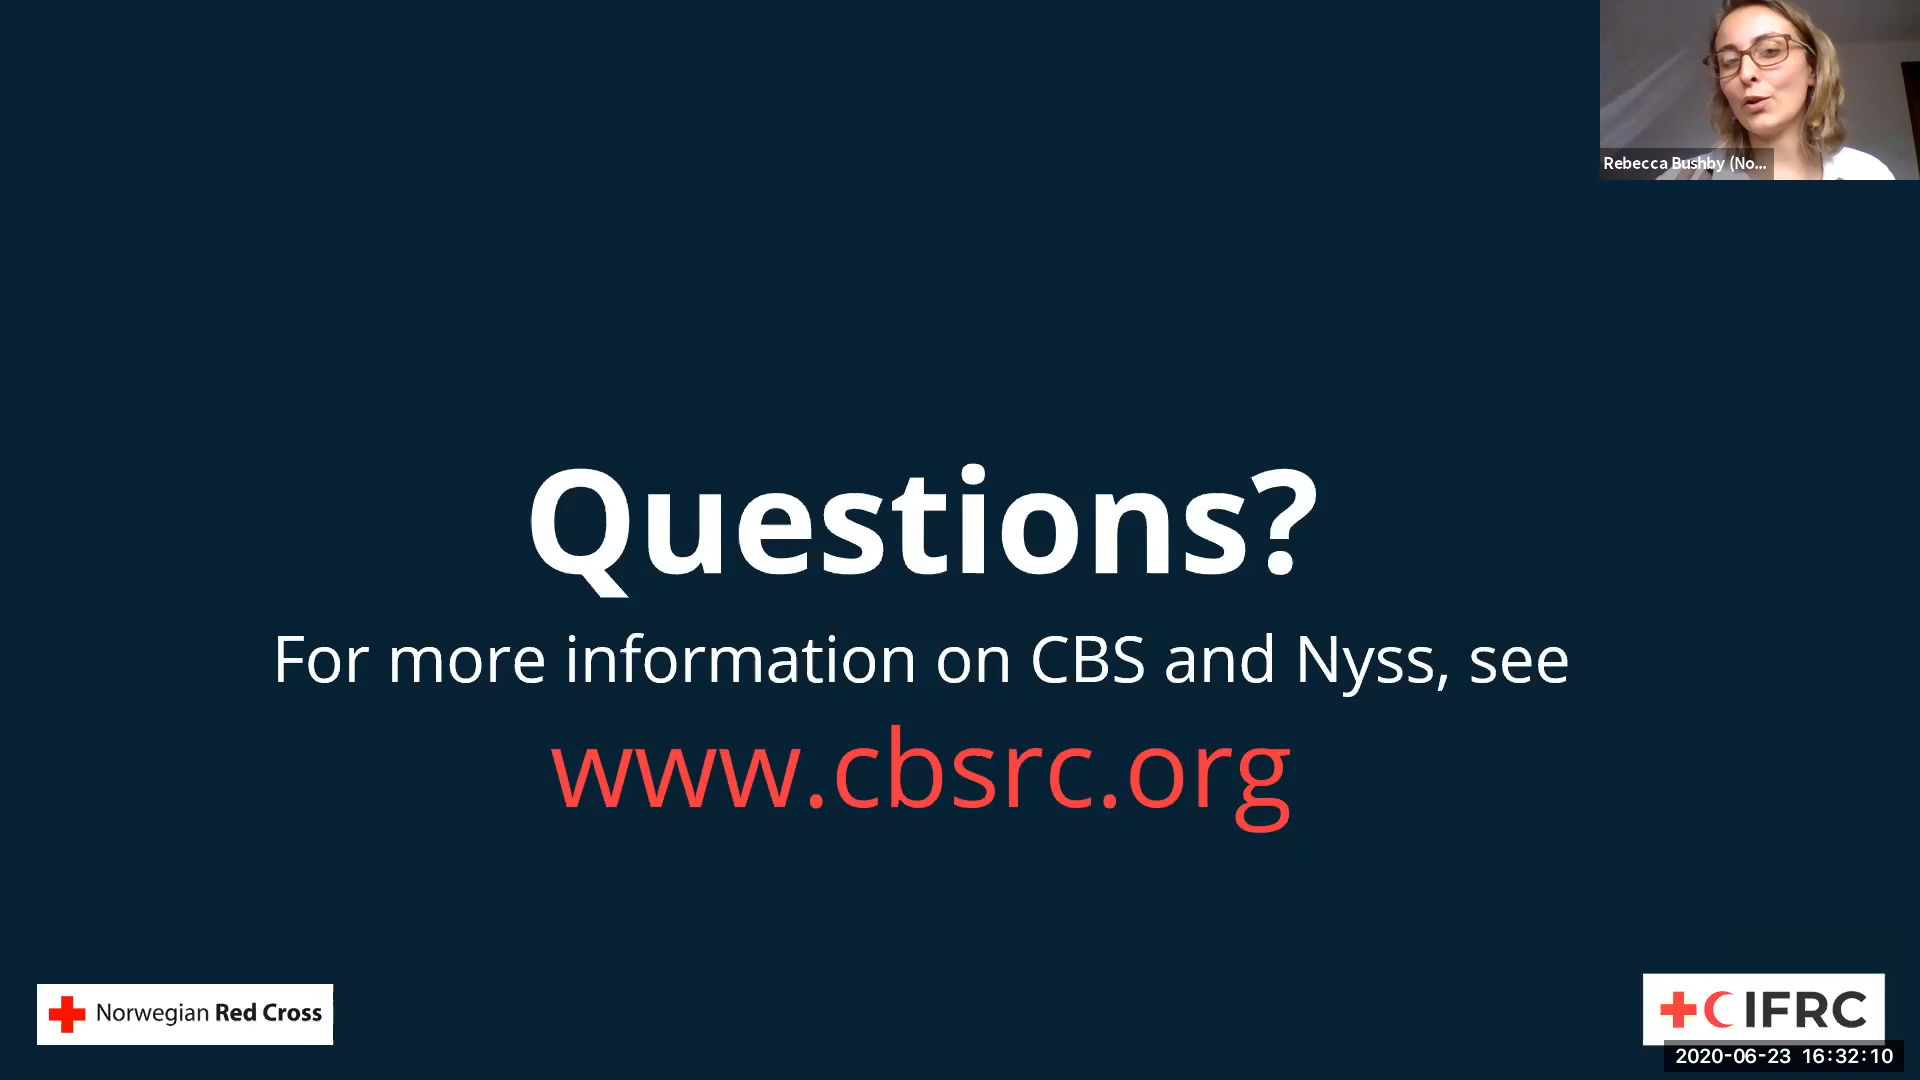 Rebecca Bushby (No...
Questions?
For more information on CBS and Nyss, see
www.cbsrc.org
Norwegian Red Cross
IFRC
2020-06-23 16:32:10